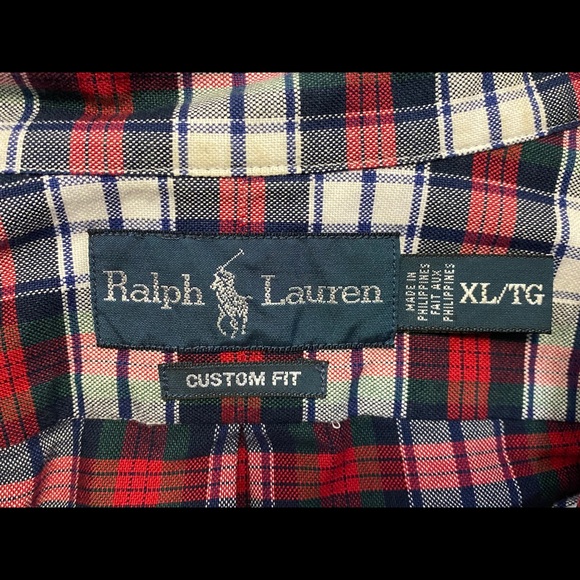 Ralph Lauren
CUSTOM FIT
MADE IN
PHILIPPINES
FAIT AUX
PHILIPPINES
XL/TG